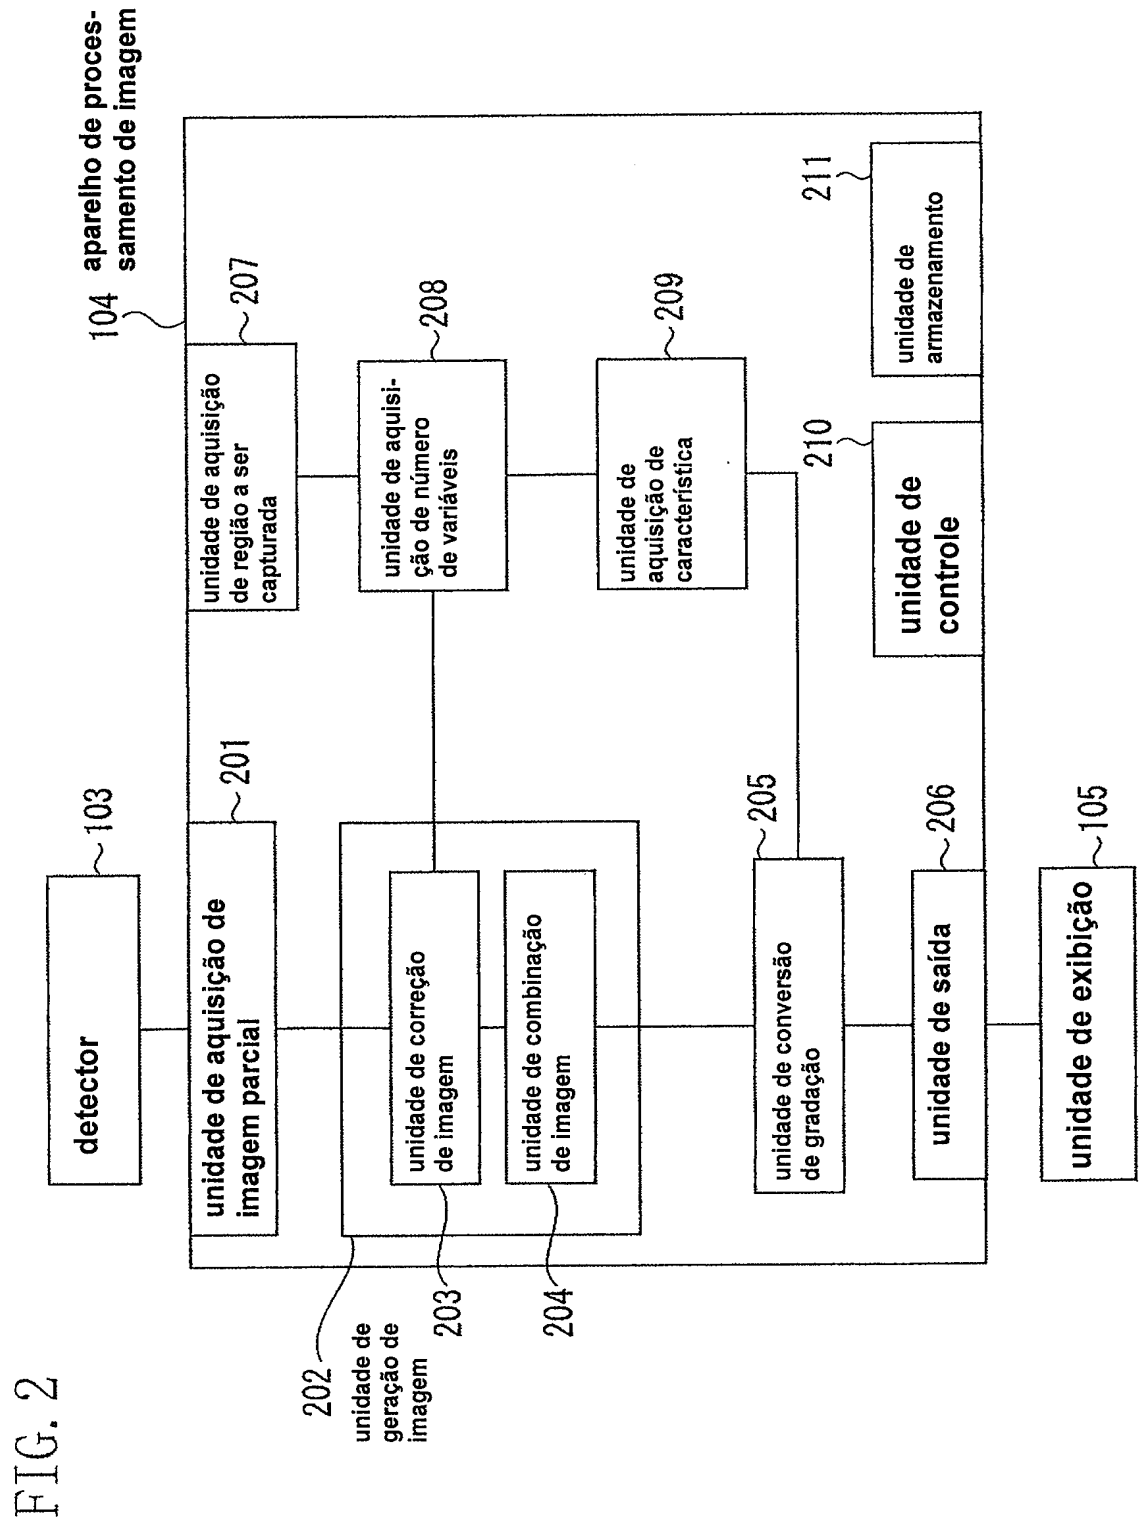 FIG. 2
104
aparelho de proces-
samento de imagem
detector
103
unidade de aquisição de
imagem parcial
201
unidade de aquisição
de região a ser
capturada
207
202
unidade de
geração de
imagem
unidade de correção
de imagem
203
unidade de combinação
de imagem
204
unidade de aquisi-
ção de número
de variáveis
208
unidade de
aquisição de
característica
209
unidade de conversão
de gradação
205
unidade de saída
206
unidade de
controle
210
unidade de
armazenamento
211
unidade de exibição
105